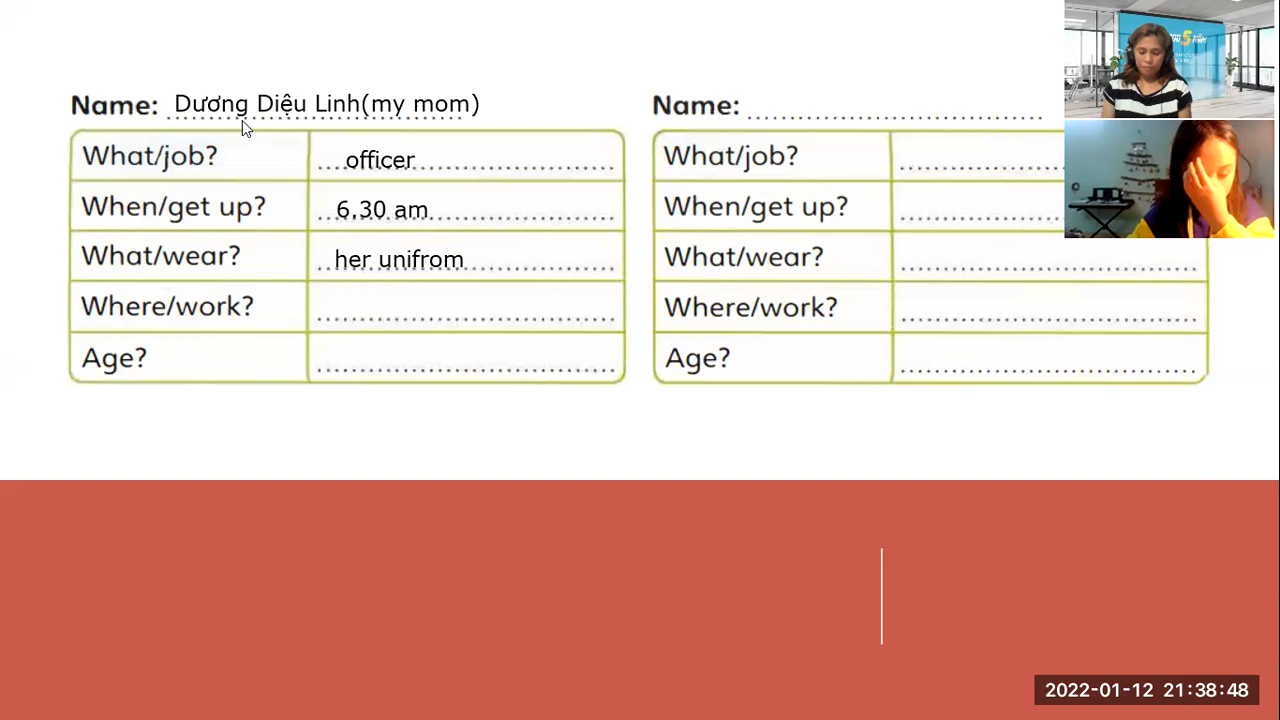 Name: Dương Diệu Linh(my mom)
What/job? officer
When/get up? 6.30 am
What/wear? her unifrom
Where/work?
Age?
Name:
What/job?
When/get up?
What/wear?
Where/work?
Age?
2022-01-12 21:38:48